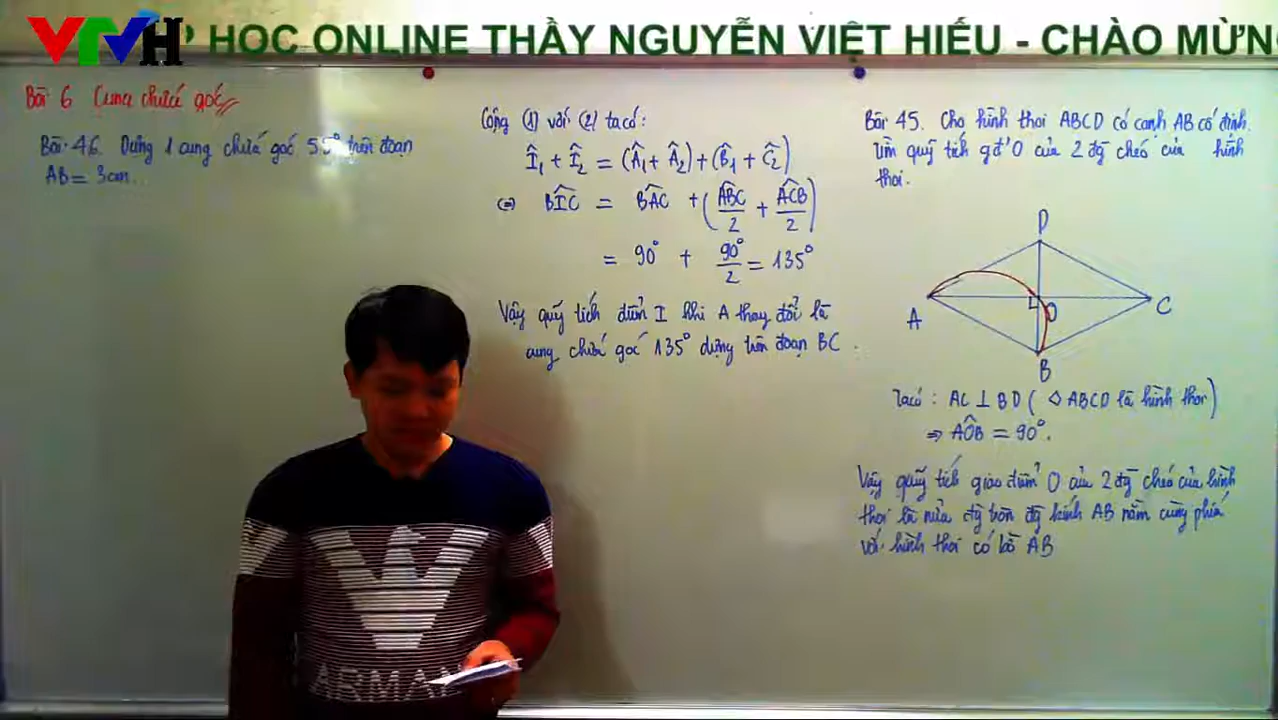 VTVH
P HỌC ONLINE THẦY NGUYỄN VIỆT HIẾU - CHÀO MỪNG
Bài 6 Cung chứa góc
Bài 46. Dựng 1 cung chứa góc 55° trên đoạn
AB = 3cm.
Cộng (1) với (2) ta có:
Î₁ + Î₂ = (Â₁ + Â₂) + (B̂₁ + Ĉ₂)
⇔ BÎC = BÂC + (AB̂C/2 + AĈB/2)
= 90° + 90°/2 = 135°
Vậy quỹ tích điểm I khi A thay đổi là
cung chứa góc 135° dựng trên đoạn BC
Bài 45. Cho hình thoi ABCD có cạnh AB cố định.
Tìm quỹ tích gđ' O của 2 đg chéo của hình
thoi.
D
A
O
C
B
Ta có : AC ⊥ BD ( ◇ ABCD là hình thoi )
⇒ AÔB = 90°.
Vậy quỹ tích giao điểm O của 2 đg chéo của hình
thoi là nửa đg tròn đg kính AB nằm cùng phía
với hình thoi có bờ AB
ARMAN